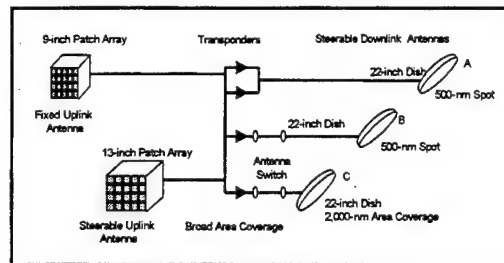 9-inch Patch Array
Transponders
Steerable Downlink Antennas
22-inch Dish
A
500-nm Spot
Fixed Uplink
Antenna
22-inch Dish
B
500-nm Spot
13-inch Patch Array
Antenna
Switch
C
22-inch Dish
2,000-nm Area Coverage
Steerable Uplink
Antenna
Broad Area Coverage